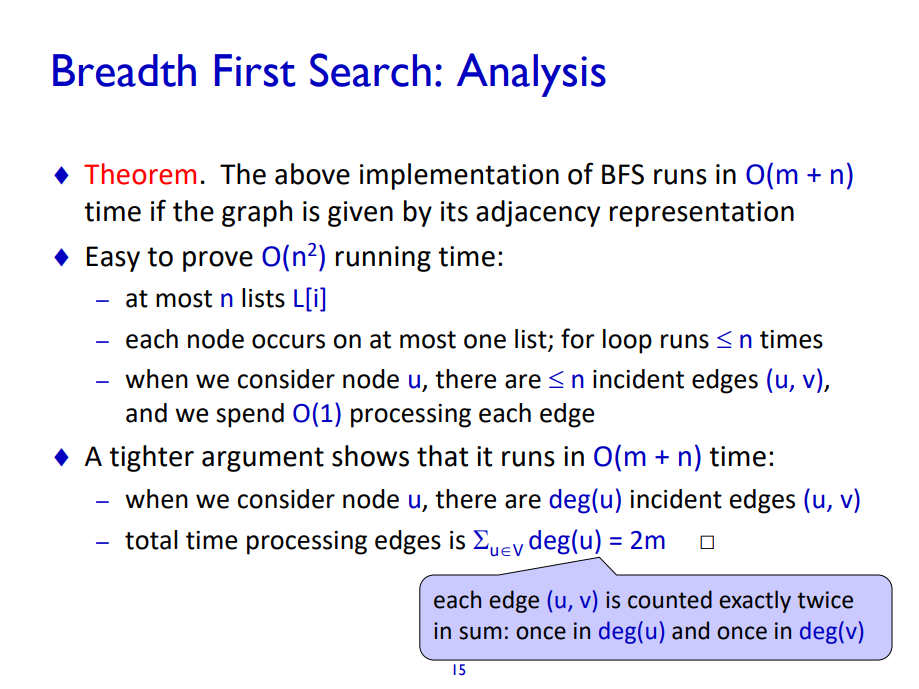 Breadth First Search: Analysis
♦ Theorem. The above implementation of BFS runs in O(m + n)
time if the graph is given by its adjacency representation
♦ Easy to prove O(n²) running time:
– at most n lists L[i]
– each node occurs on at most one list; for loop runs ≤ n times
– when we consider node u, there are ≤ n incident edges (u, v),
and we spend O(1) processing each edge
♦ A tighter argument shows that it runs in O(m + n) time:
– when we consider node u, there are deg(u) incident edges (u, v)
– total time processing edges is Σu∈V deg(u) = 2m □
each edge (u, v) is counted exactly twice
in sum: once in deg(u) and once in deg(v)
15